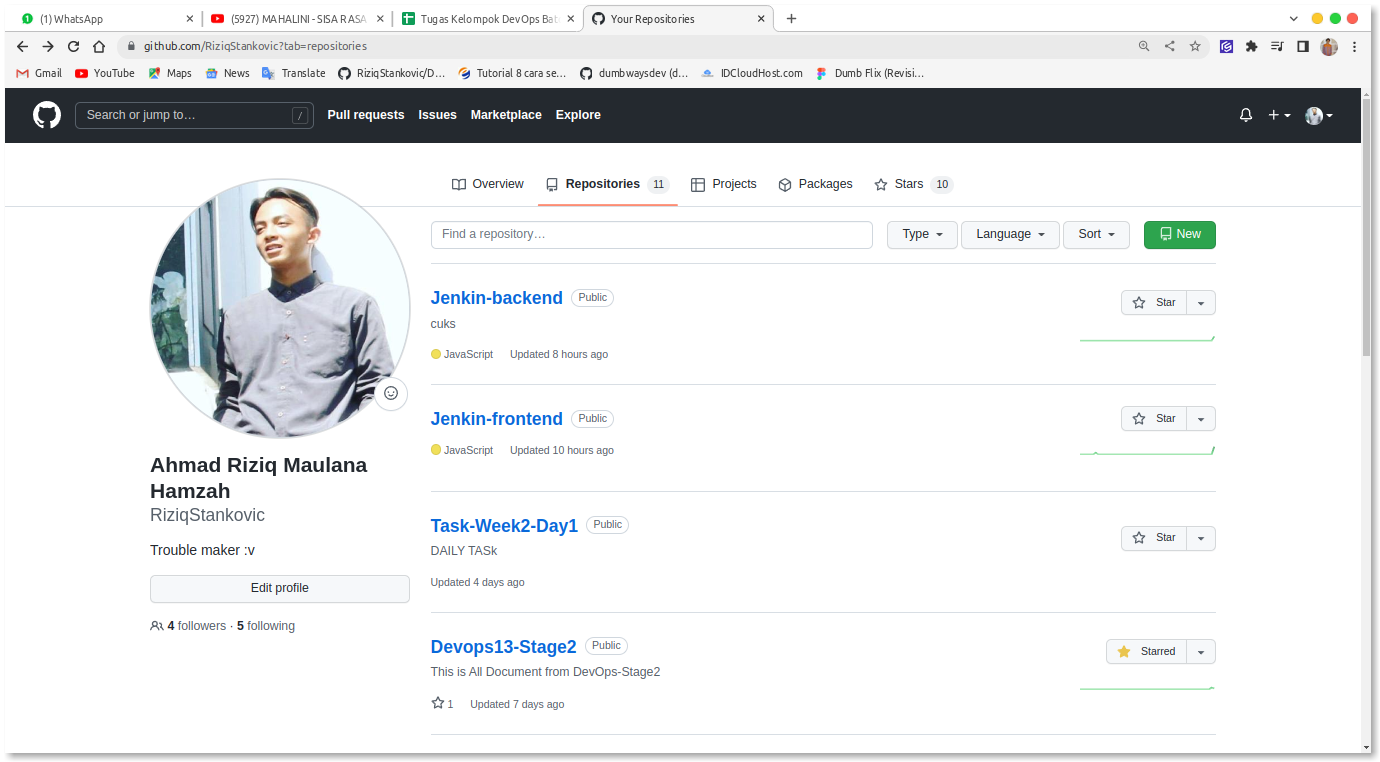 (1) WhatsApp
(5927) MAHALINI - SISA RASA
Tugas Kelompok DevOps Bat
Your Repositories
github.com/RiziqStankovic?tab=repositories
Gmail
YouTube
Maps
News
Translate
RiziqStankovic/D...
Tutorial 8 cara se...
dumbwaysdev (d...
IDCloudHost.com
Dumb Flix (Revisi...
Search or jump to…
/
Pull requests
Issues
Marketplace
Explore
Overview
Repositories 11
Projects
Packages
Stars 10
Find a repository…
Type
Language
Sort
New
Jenkin-backend Public
Star
cuks
JavaScript Updated 8 hours ago
Jenkin-frontend Public
Star
JavaScript Updated 10 hours ago
Ahmad Riziq Maulana
Hamzah
RiziqStankovic
Trouble maker :v
Edit profile
4 followers · 5 following
Task-Week2-Day1 Public
Star
DAILY TASk
Updated 4 days ago
Devops13-Stage2 Public
Starred
This is All Document from DevOps-Stage2
1 Updated 7 days ago